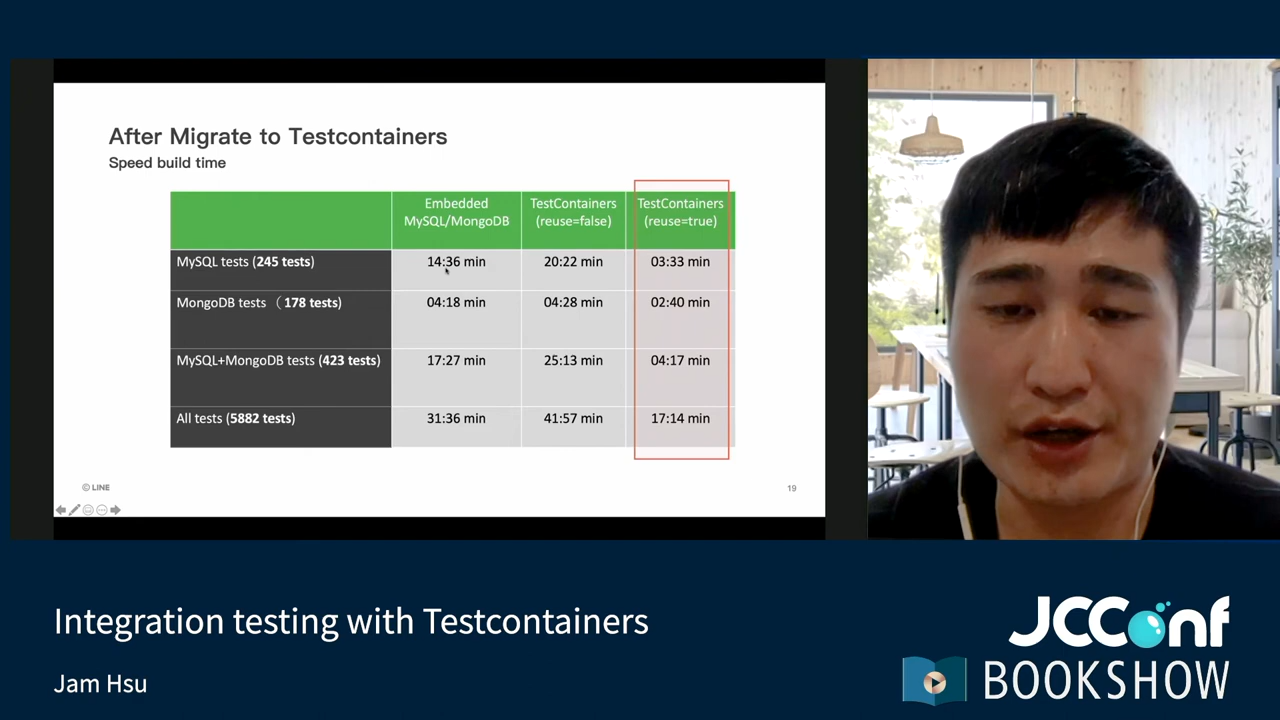 After Migrate to Testcontainers
Speed build time
Embedded MySQL/MongoDB
TestContainers (reuse=false)
TestContainers (reuse=true)
MySQL tests (245 tests)
14:36 min
20:22 min
03:33 min
MongoDB tests （178 tests)
04:18 min
04:28 min
02:40 min
MySQL+MongoDB tests (423 tests)
17:27 min
25:13 min
04:17 min
All tests (5882 tests)
31:36 min
41:57 min
17:14 min
© LINE
19
Integration testing with Testcontainers
Jam Hsu
JCConf
BOOKSHOW